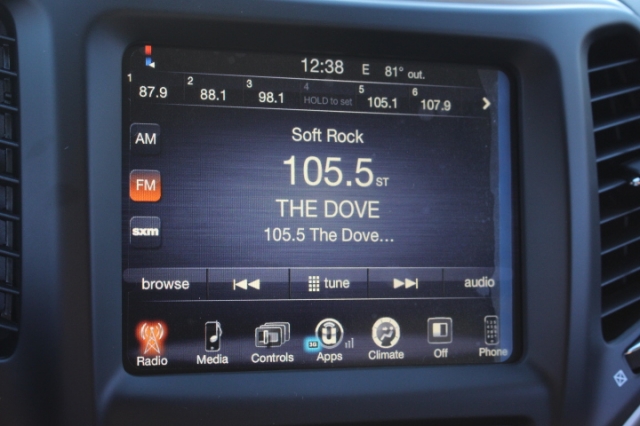 12:38 E 81° out.
1 87.9 2 88.1 3 98.1 4 HOLD to set 5 105.1 6 107.9
AM
Soft Rock
FM
105.5 ST
THE DOVE
sxm
105.5 The Dove...
browse tune audio
3G
Radio Media Controls Apps Climate Off Phone